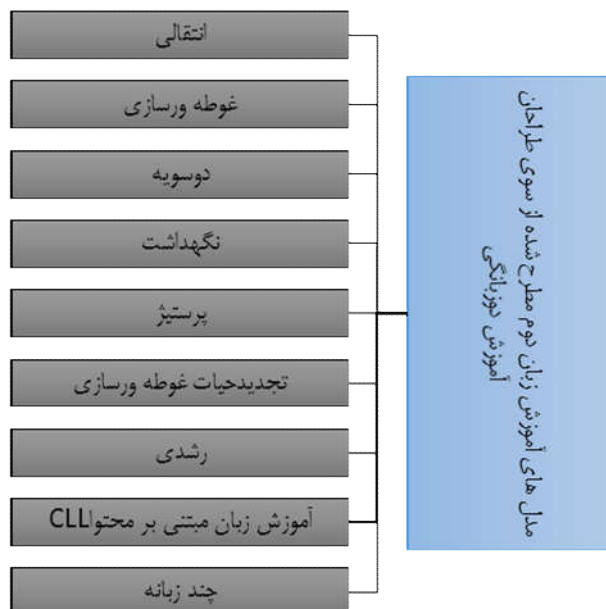 مدل های آموزش زبان دوم مطرح شده از سوی طراحان
آموزش دوزبانگی
انتقالی
غوطه ورسازی
دوسویه
نگهداشت
پرستیژ
تجدیدحیات غوطه ورسازی
رشدی
آموزش زبان مبتنی بر محتواCLL
چند زبانه